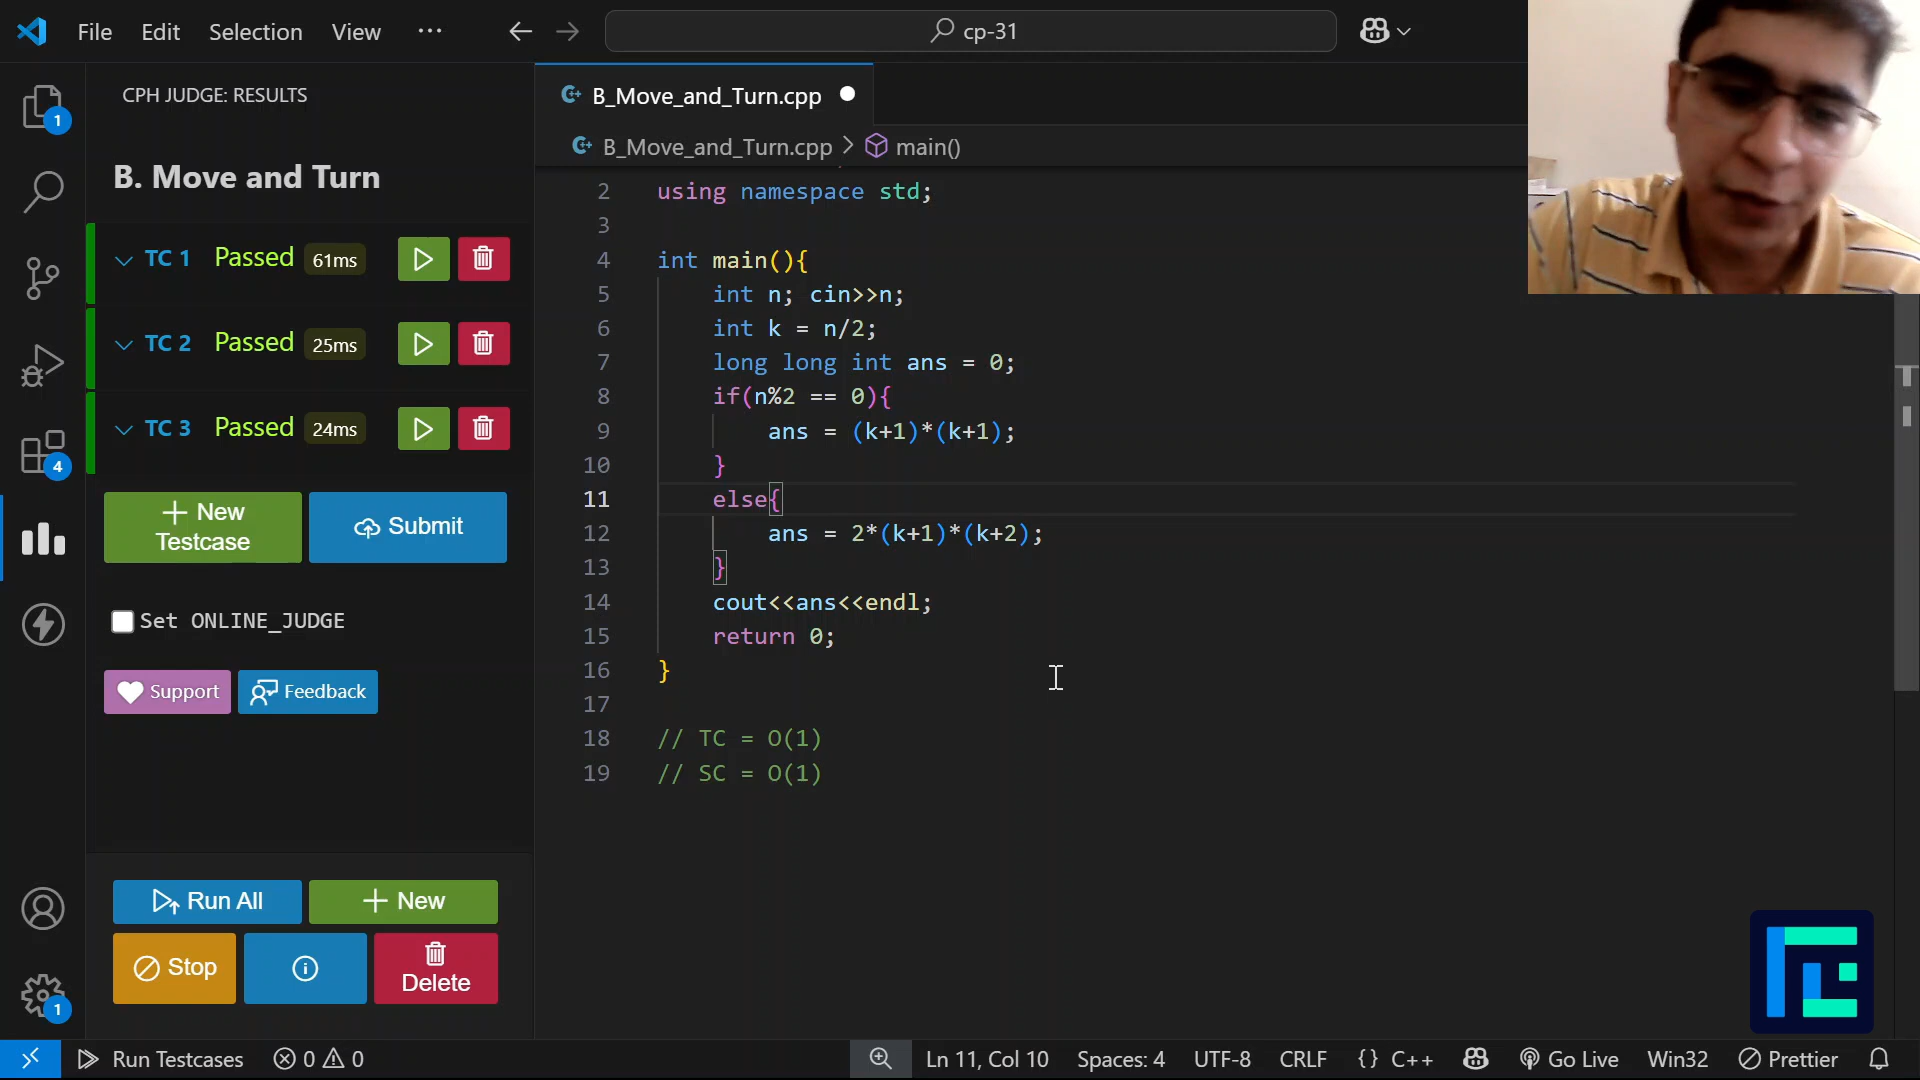 File Edit Selection View ··· cp-31
CPH JUDGE: RESULTS
B. Move and Turn
TC 1 Passed 61ms
TC 2 Passed 25ms
TC 3 Passed 24ms
+ New Testcase
Submit
Set ONLINE_JUDGE
Support
Feedback
Run All
+ New
Stop
Delete
1
4
1
B_Move_and_Turn.cpp
B_Move_and_Turn.cpp > main()
2 using namespace std;
3
4 int main(){
5 int n; cin>>n;
6 int k = n/2;
7 long long int ans = 0;
8 if(n%2 == 0){
9 ans = (k+1)*(k+1);
10 }
11 else{
12 ans = 2*(k+1)*(k+2);
13 }
14 cout<<ans<<endl;
15 return 0;
16 }
17
18 // TC = O(1)
19 // SC = O(1)
Run Testcases 0 0 Ln 11, Col 10 Spaces: 4 UTF-8 CRLF {} C++ Go Live Win32 Prettier